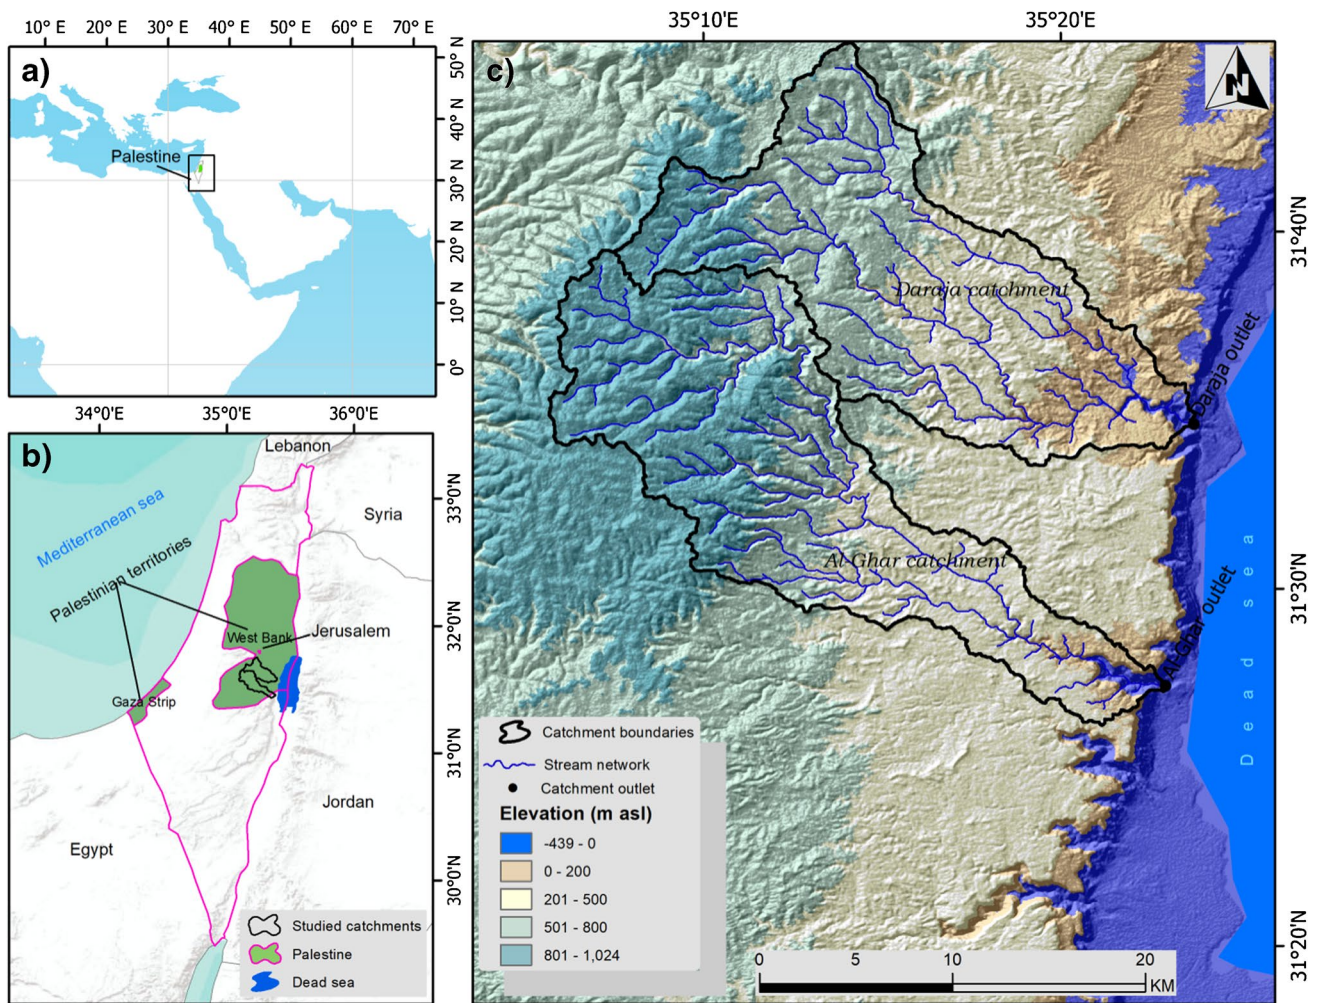 10° E 20° E 30° E 40° E 50° E 60° E 70° E
a)
Palestine
50° N
40° N
30° N
20° N
10° N
0°
34°0'E 35°0'E 36°0'E
b)
Lebanon
Mediterranean sea
Syria
Palestinian territories
West Bank
Jerusalem
Gaza Strip
Jordan
Egypt
33°0'N
32°0'N
31°0'N
30°0'N
Studied catchments
Palestine
Dead sea
35°10'E 35°20'E
c)
N
31°40'N
31°30'N
31°20'N
Daraja catchment
Daraja outlet
Al-Ghar catchment
Al-Ghar outlet
Dead sea
Catchment boundaries
Stream network
Catchment outlet
Elevation (m asl)
-439 - 0
0 - 200
201 - 500
501 - 800
801 - 1,024
0 5 10 20
KM